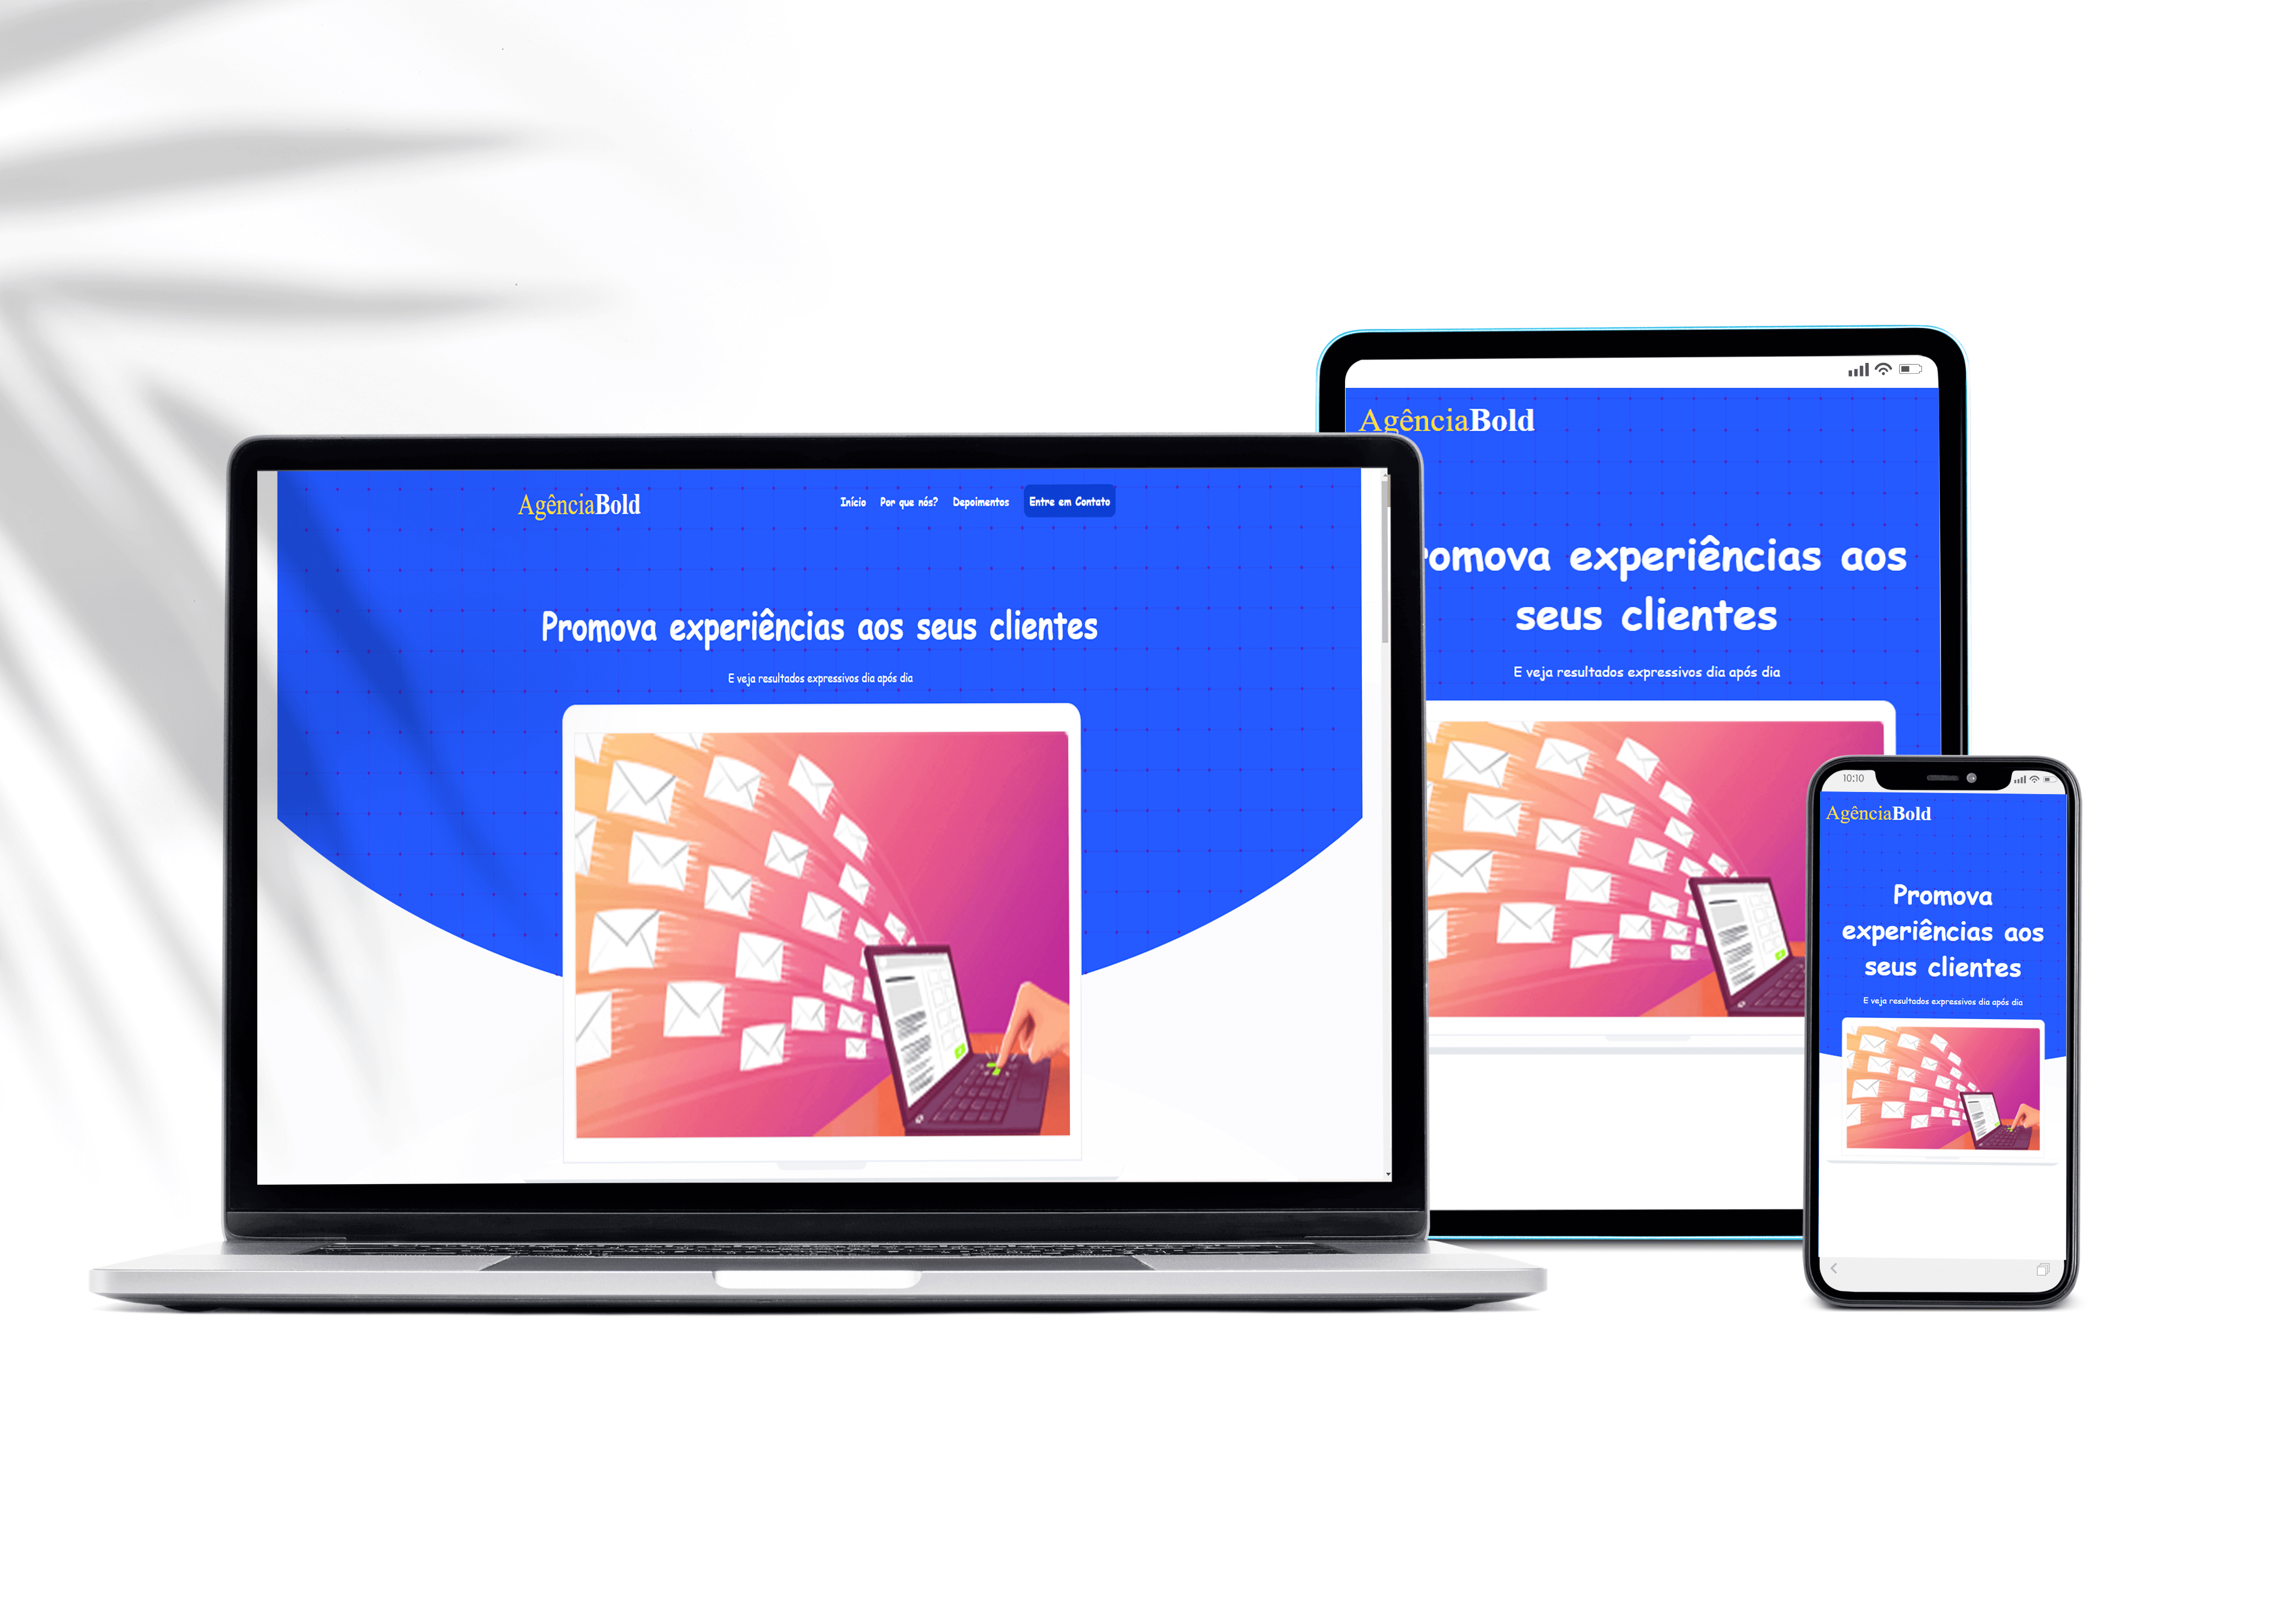 AgênciaBold
Início Por que nós? Depoimentos Entre em Contato
Promova experiências aos seus clientes
E veja resultados expressivos dia após dia
AgênciaBold
romova experiências aos
seus clientes
E veja resultados expressivos dia após dia
10:10
AgênciaBold
Promova
experiências aos
seus clientes
E veja resultados expressivos dia após dia